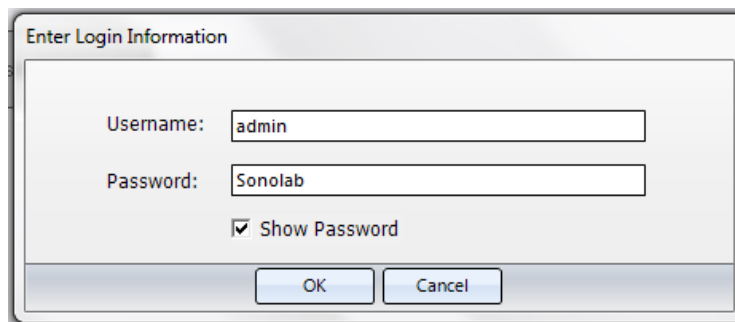 Enter Login Information
Username: admin
Password: Sonolab
Show Password
OK Cancel